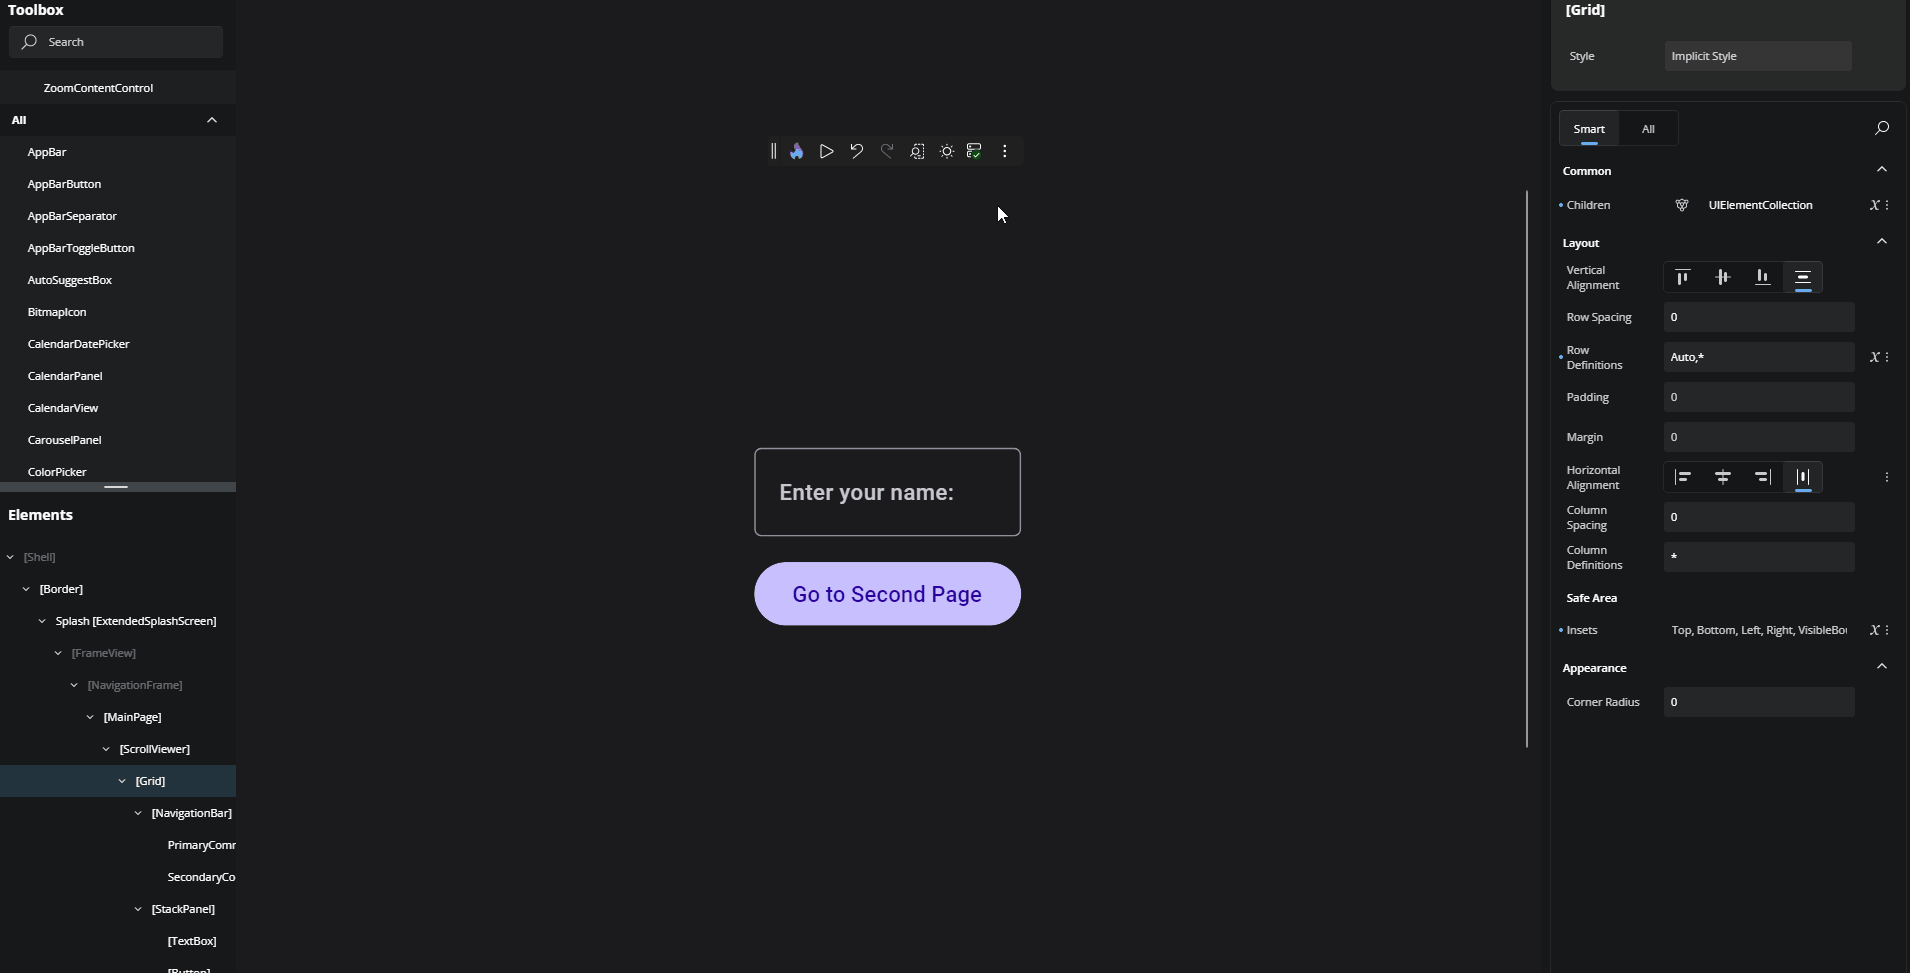 Toolbox
Search
ZoomContentControl
All
AppBar
AppBarButton
AppBarSeparator
AppBarToggleButton
AutoSuggestBox
BitmapIcon
CalendarDatePicker
CalendarPanel
CalendarView
CarouselPanel
ColorPicker
Elements
[Shell]
[Border]
Splash [ExtendedSplashScreen]
[FrameView]
[NavigationFrame]
[MainPage]
[ScrollViewer]
[Grid]
[NavigationBar]
PrimaryComm
SecondaryCo
[StackPanel]
[TextBox]
[Button]
Enter your name:
Go to Second Page
[Grid]
Style
Implicit Style
Smart
All
Common
Children
UIElementCollection
Layout
Vertical
Alignment
Row Spacing
0
Row
Definitions
Auto,*
Padding
0
Margin
0
Horizontal
Alignment
Column
Spacing
0
Column
Definitions
*
Safe Area
Insets
Top, Bottom, Left, Right, VisibleBou
Appearance
Corner Radius
0